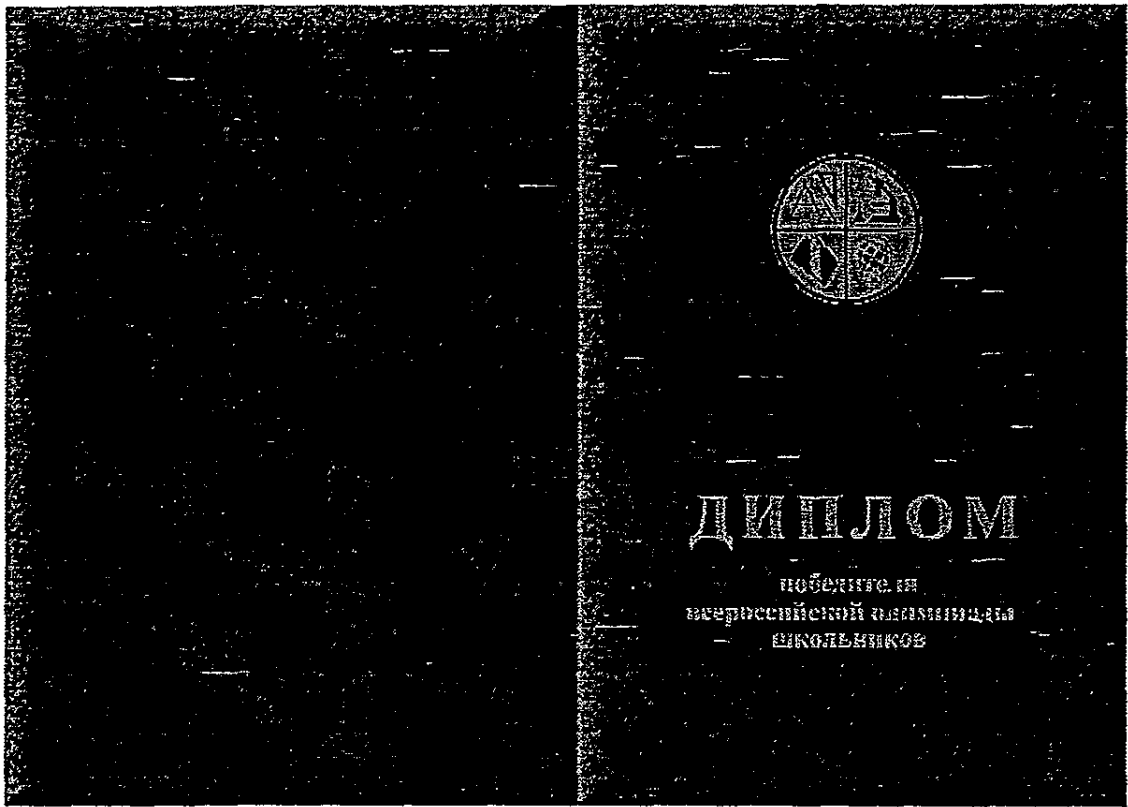 ДИПЛОМ
победителя
всероссийской олимпиады
школьников